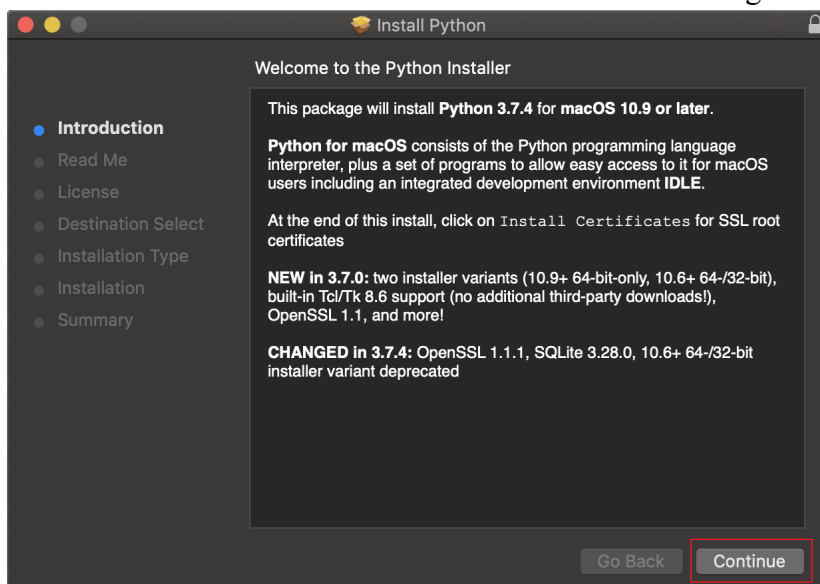 Install Python
Welcome to the Python Installer
Introduction
Read Me
License
Destination Select
Installation Type
Installation
Summary
This package will install Python 3.7.4 for macOS 10.9 or later.
Python for macOS consists of the Python programming language
interpreter, plus a set of programs to allow easy access to it for macOS
users including an integrated development environment IDLE.
At the end of this install, click on Install Certificates for SSL root
certificates
NEW in 3.7.0: two installer variants (10.9+ 64-bit-only, 10.6+ 64-/32-bit),
built-in Tcl/Tk 8.6 support (no additional third-party downloads!),
OpenSSL 1.1, and more!
CHANGED in 3.7.4: OpenSSL 1.1.1, SQLite 3.28.0, 10.6+ 64-/32-bit
installer variant deprecated
Go Back
Continue